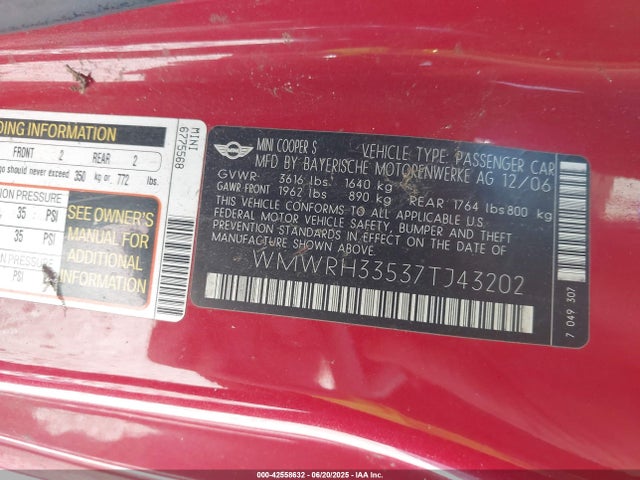 DING INFORMATION
FRONT 2 REAR 2
go should never exceed 350 kg or 772 lbs.
ON PRESSURE
35 PSI
35 PSI
PSI
SEE OWNER'S
MANUAL FOR
ADDITIONAL
INFORMATION
MINI
6775568
MINI COOPER S VEHICLE TYPE: PASSENGER CAR
MFD BY BAYERISCHE MOTORENWERKE AG 12/06
GVWR 3616 lbs 1640 kg
GAWR FRONT 1962 lbs 890 kg REAR 1764 lbs 800 kg
THIS VEHICLE CONFORMS TO ALL APPLICABLE U.S.
FEDERAL MOTOR VEHICLE SAFETY, BUMPER AND THEFT
PREVENTION STANDARDS IN EFFECT ON THE DATE OF
MANUFACTURE SHOWN ABOVE.
WMWRH33537TJ43202
7 049 307
000-42558632 - 06/20/2025 - IAA, Inc.